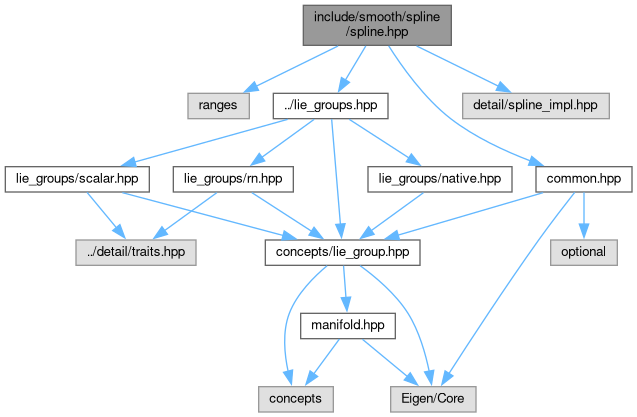 include/smooth/spline
/spline.hpp
ranges
../lie_groups.hpp
detail/spline_impl.hpp
lie_groups/scalar.hpp
lie_groups/rn.hpp
lie_groups/native.hpp
common.hpp
../detail/traits.hpp
concepts/lie_group.hpp
optional
manifold.hpp
concepts
Eigen/Core